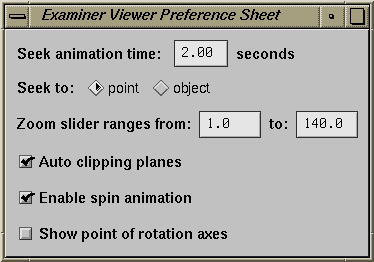 Examiner Viewer Preference Sheet
Seek animation time: 2.00 seconds
Seek to: point object
Zoom slider ranges from: 1.0 to: 140.0
Auto clipping planes
Enable spin animation
Show point of rotation axes